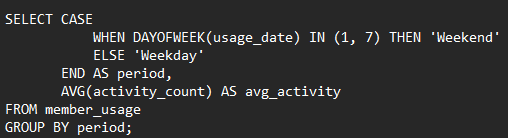 SELECT CASE
WHEN DAYOFWEEK(usage_date) IN (1, 7) THEN 'Weekend'
ELSE 'Weekday'
END AS period,
AVG(activity_count) AS avg_activity
FROM member_usage
GROUP BY period;